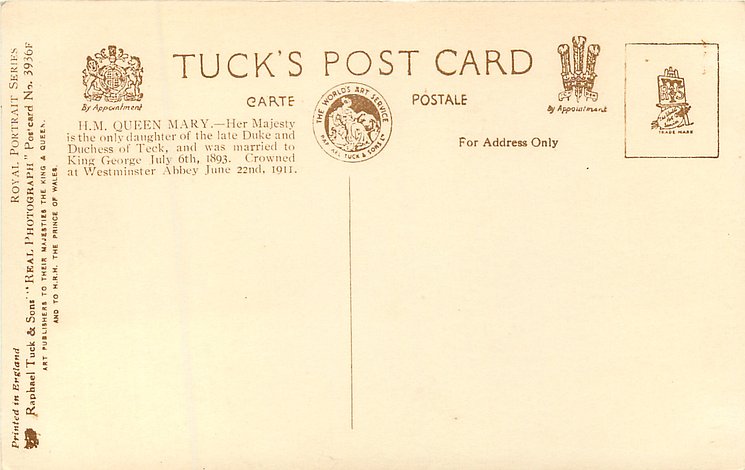 TUCK'S POST CARD
By Appointment
CARTE
POSTALE
By Appointment
THE WORLD'S ART SERVICE
RAPHAEL TUCK & SONS LTD
TRADE MARK
H.M. QUEEN MARY.—Her Majesty
is the only daughter of the late Duke and
Duchess of Teck, and was married to
King George July 6th, 1893. Crowned
at Westminster Abbey June 22nd, 1911.
For Address Only
Printed in England
ROYAL PORTRAIT SERIES
Raphael Tuck & Sons' "REAL PHOTOGRAPH" Postcard No. 3936F
ART PUBLISHERS TO THEIR MAJESTIES THE KING & QUEEN.
AND TO H.R.H. THE PRINCE OF WALES.